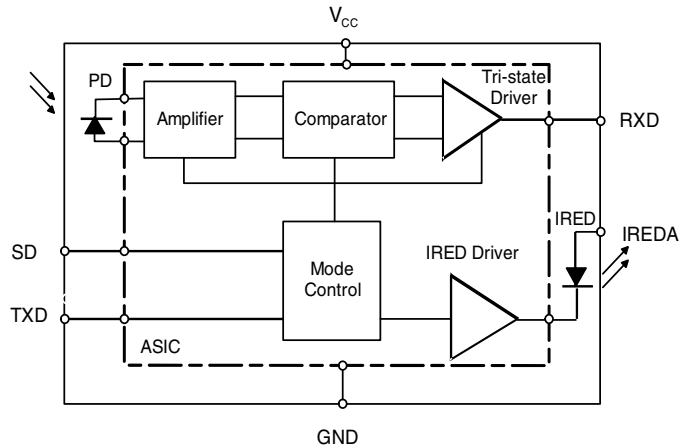 VCC
PD
Amplifier
Comparator
Tri-state
Driver
RXD
SD
TXD
Mode
Control
IRED Driver
IRED
IREDA
ASIC
GND